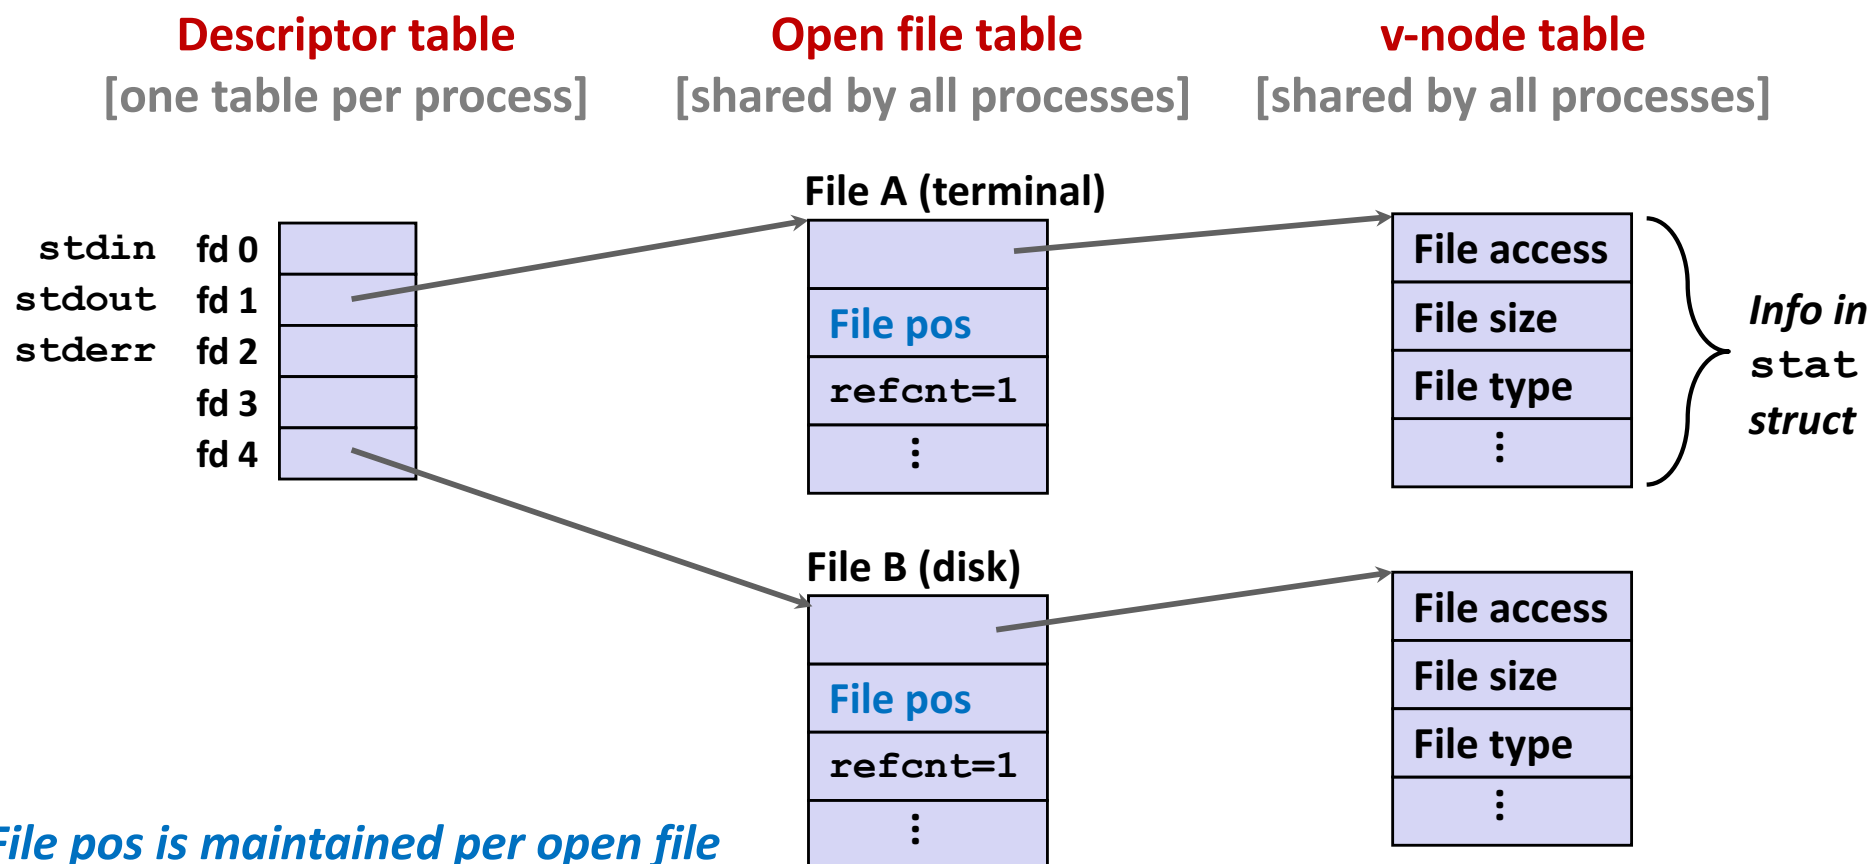 Descriptor table
[one table per process]
Open file table
[shared by all processes]
v-node table
[shared by all processes]
stdin fd 0
stdout fd 1
stderr fd 2
fd 3
fd 4
File A (terminal)
File pos
refcnt=1
⋮
File access
File size
File type
⋮
Info in
stat
struct
File B (disk)
File pos
refcnt=1
⋮
File access
File size
File type
⋮
File pos is maintained per open file